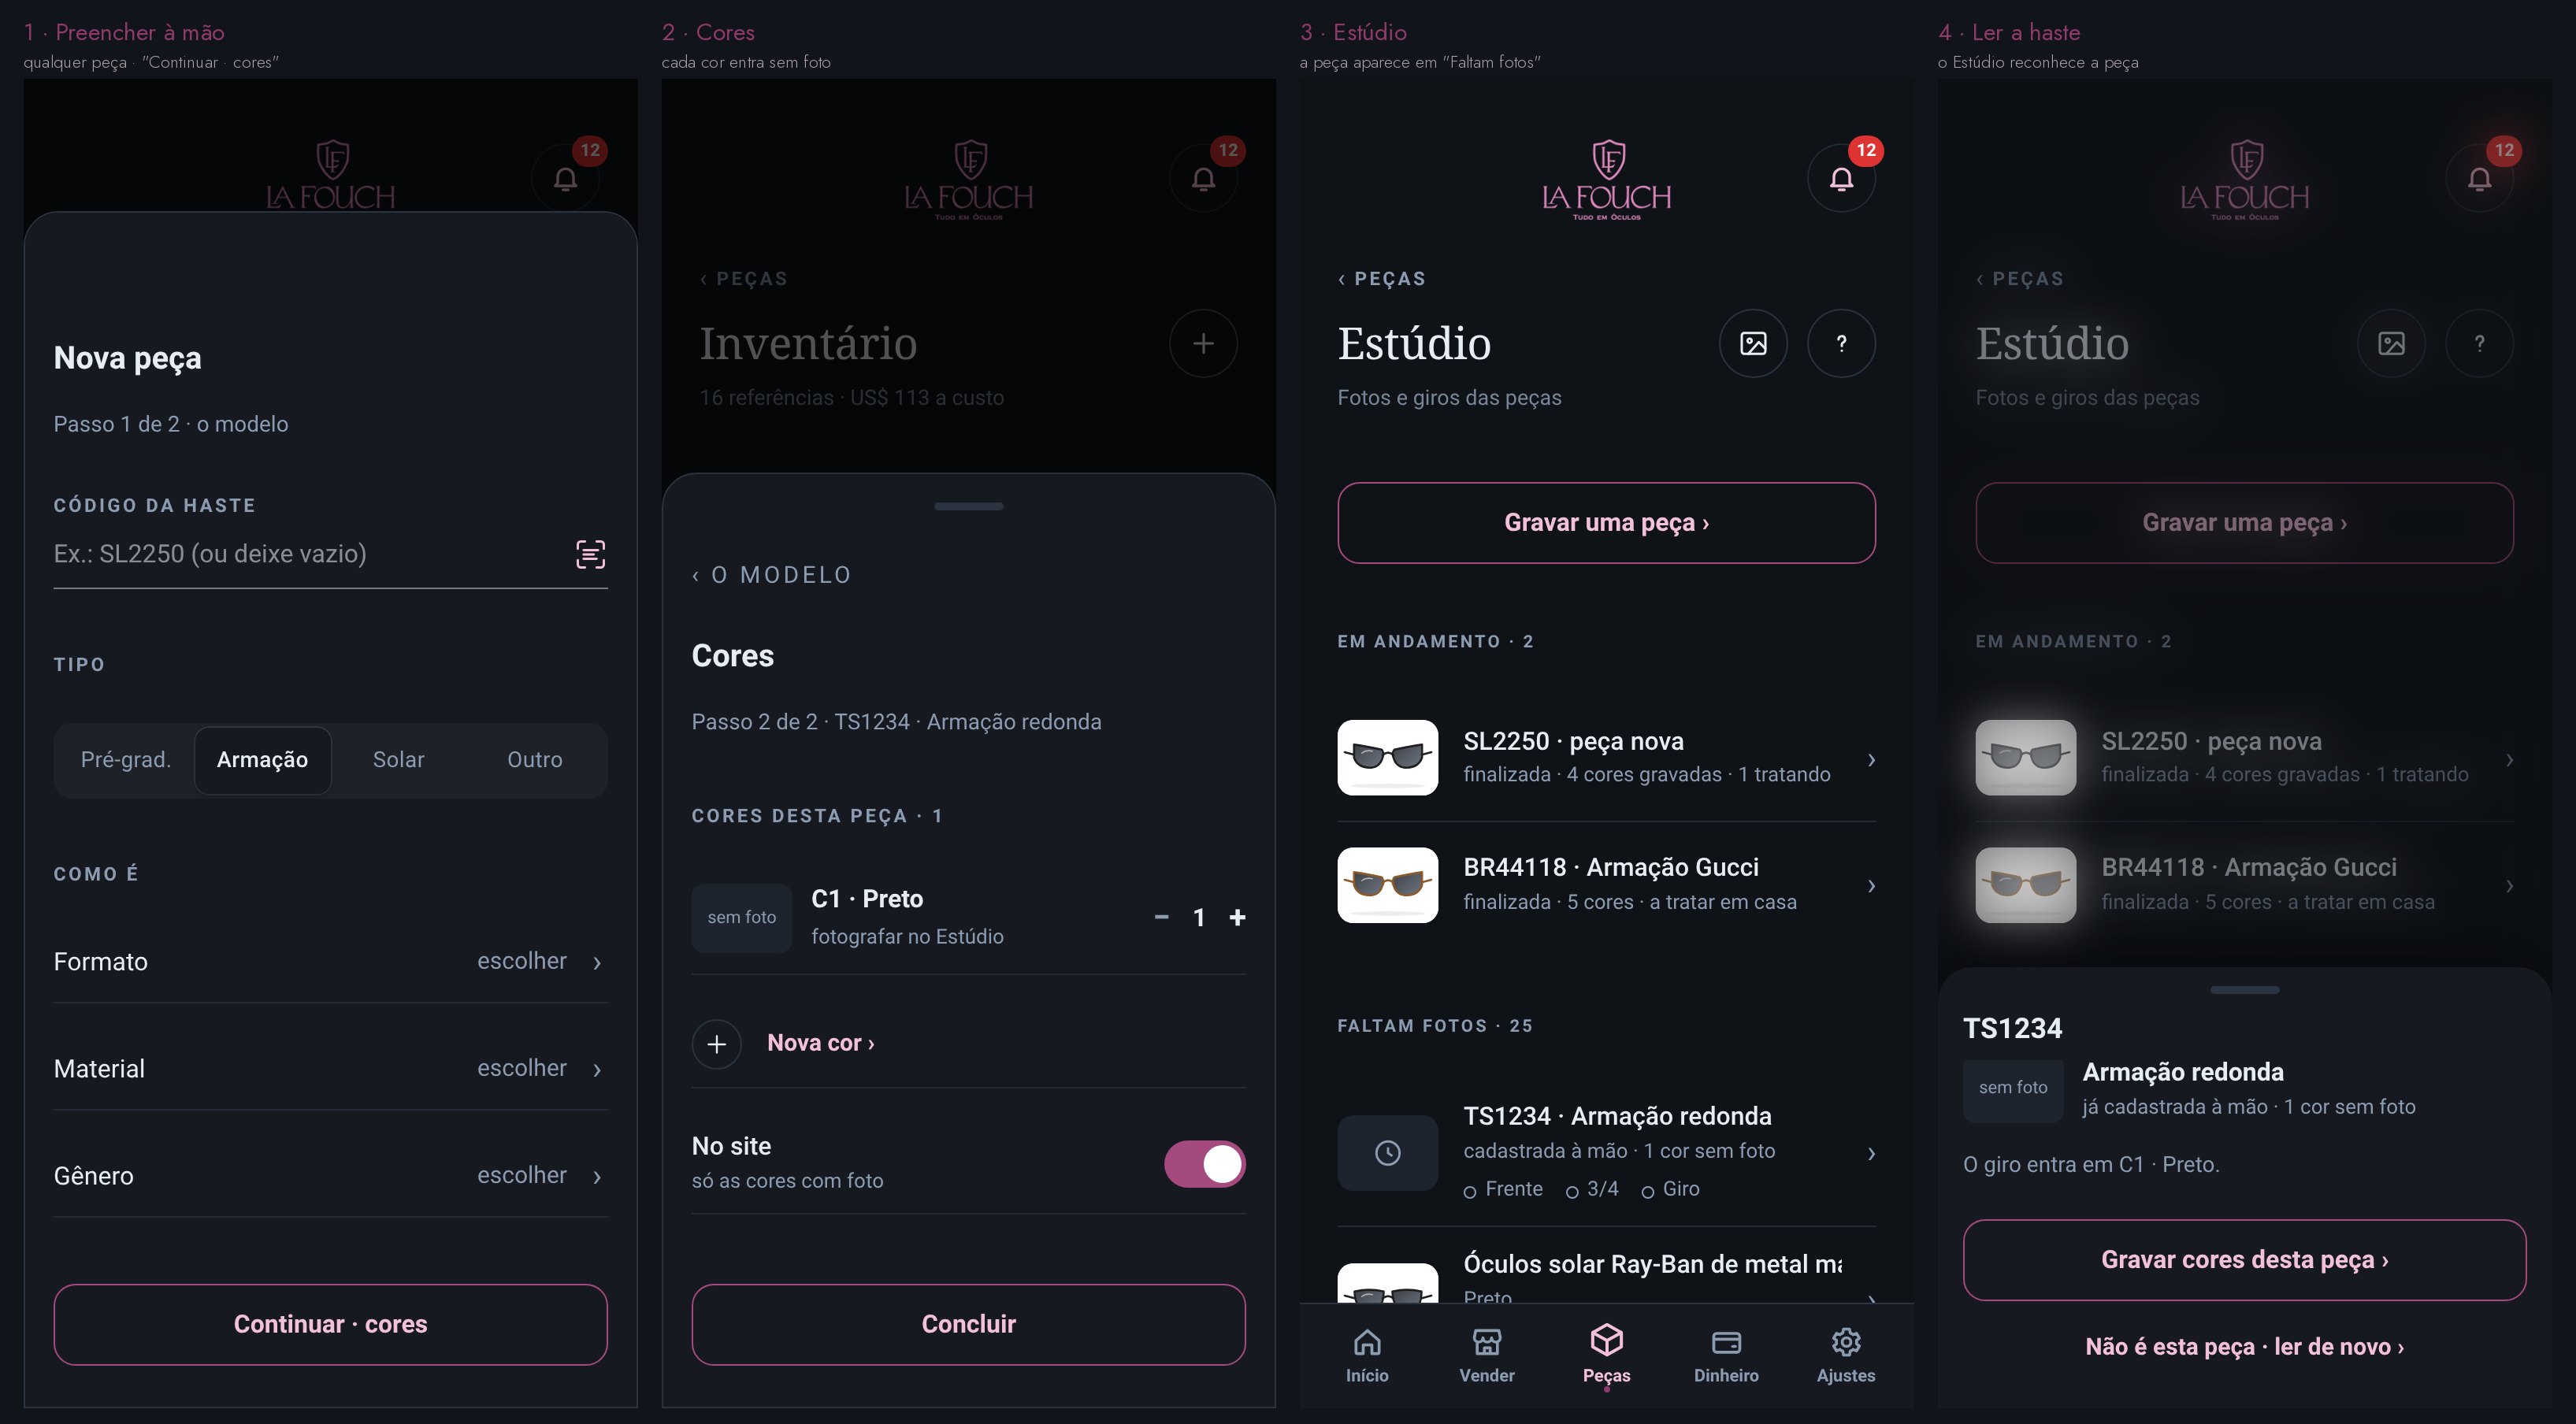 1 · Preencher à mão
qualquer peça · "Continuar · cores"
12
LA FOUCH
Nova peça
Passo 1 de 2 · o modelo
CÓDIGO DA HASTE
Ex.: SL2250 (ou deixe vazio)
TIPO
Pré-grad. Armação Solar Outro
COMO É
Formato escolher ›
Material escolher ›
Gênero escolher ›
Continuar · cores
2 · Cores
cada cor entra sem foto
12
LA FOUCH
TUDO EM ÓCULOS
‹ PEÇAS
Inventário
16 referências · US$ 113 a custo
‹ O MODELO
Cores
Passo 2 de 2 · TS1234 · Armação redonda
CORES DESTA PEÇA · 1
sem foto
C1 · Preto
fotografar no Estúdio
− 1 +
Nova cor ›
No site
só as cores com foto
Concluir
3 · Estúdio
a peça aparece em "Faltam fotos"
12
LA FOUCH
TUDO EM ÓCULOS
‹ PEÇAS
Estúdio
?
Fotos e giros das peças
Gravar uma peça ›
EM ANDAMENTO · 2
SL2250 · peça nova
finalizada · 4 cores gravadas · 1 tratando ›
BR44118 · Armação Gucci
finalizada · 5 cores · a tratar em casa ›
FALTAM FOTOS · 25
TS1234 · Armação redonda
cadastrada à mão · 1 cor sem foto ›
Frente 3/4 Giro
Óculos solar Ray-Ban de metal ma
Preto
Início Vender Peças Dinheiro Ajustes
4 · Ler a haste
o Estúdio reconhece a peça
12
LA FOUCH
TUDO EM ÓCULOS
‹ PEÇAS
Estúdio
?
Fotos e giros das peças
Gravar uma peça ›
EM ANDAMENTO · 2
SL2250 · peça nova
finalizada · 4 cores gravadas · 1 tratando ›
BR44118 · Armação Gucci
finalizada · 5 cores · a tratar em casa ›
TS1234
sem foto
Armação redonda
já cadastrada à mão · 1 cor sem foto
O giro entra em C1 · Preto.
Gravar cores desta peça ›
Não é esta peça · ler de novo ›